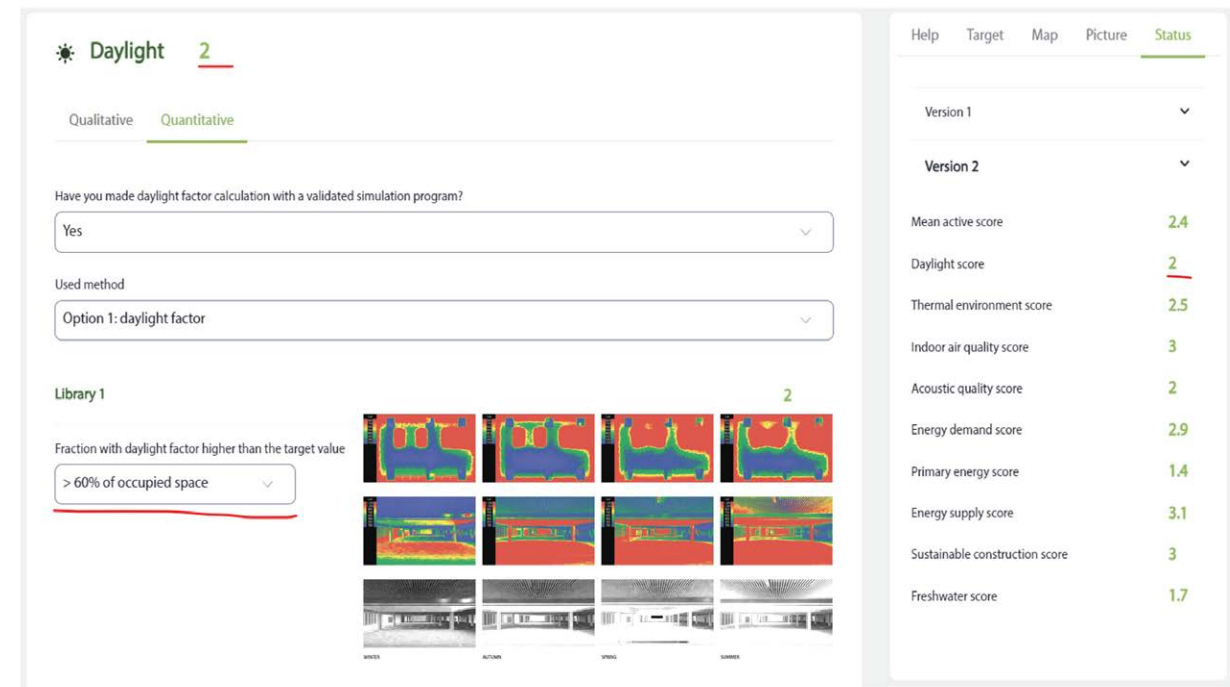 Daylight 2
Qualitative Quantitative
Have you made daylight factor calculation with a validated simulation program?
Yes
Used method
Option 1: daylight factor
Library 1
2
Fraction with daylight factor higher than the target value
> 60% of occupied space
WINTER AUTUMN SPRING SUMMER
Help Target Map Picture Status
Version 1
Version 2
Mean active score 2.4
Daylight score 2
Thermal environment score 2.5
Indoor air quality score 3
Acoustic quality score 2
Energy demand score 2.9
Primary energy score 1.4
Energy supply score 3.1
Sustainable construction score 3
Freshwater score 1.7